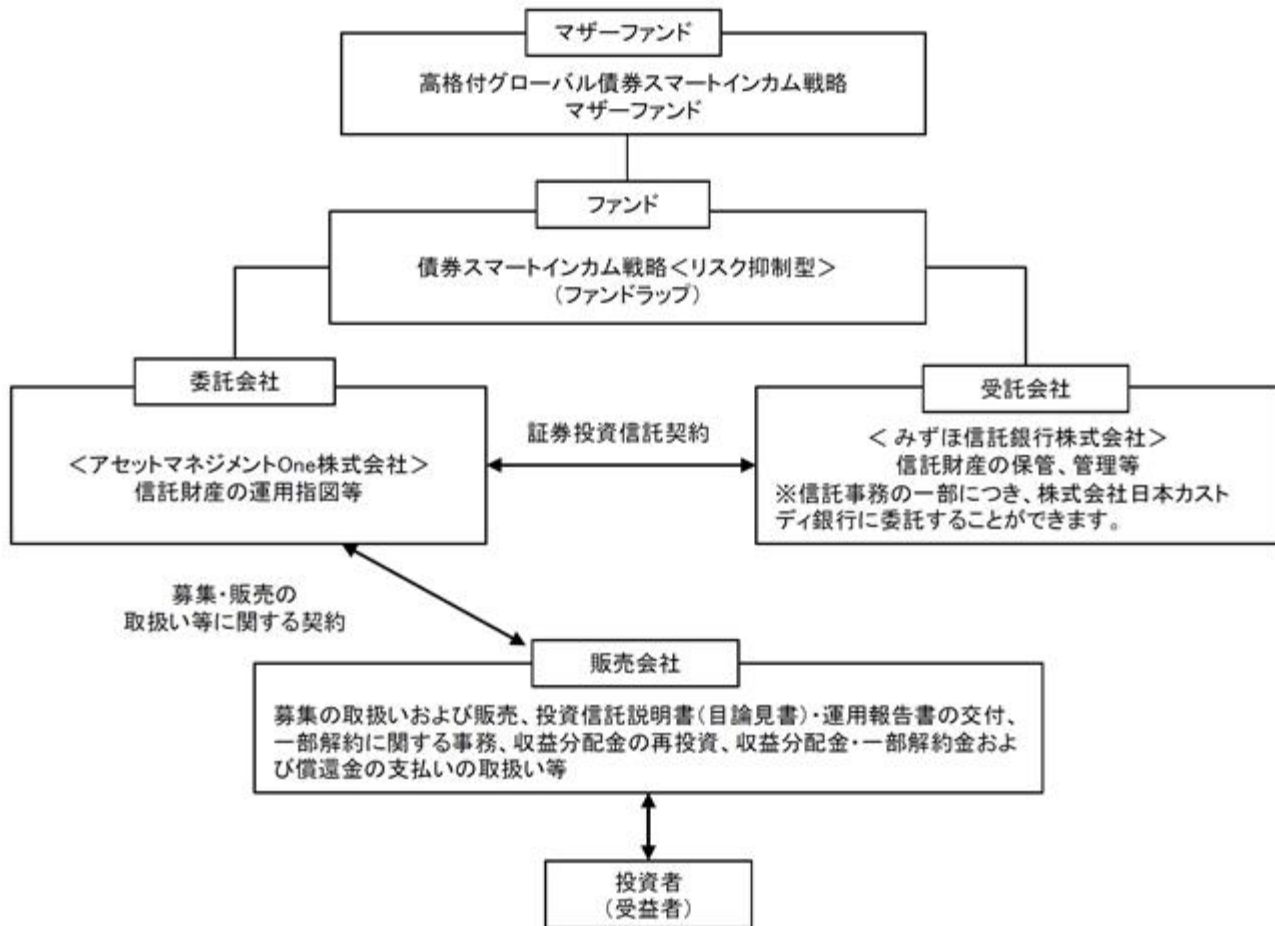 マザーファンド
高格付グローバル債券スマートインカム戦略
マザーファンド
ファンド
債券スマートインカム戦略＜リスク抑制型＞
（ファンドラップ）
委託会社
＜アセットマネジメントOne株式会社＞
信託財産の運用指図等
証券投資信託契約
受託会社
＜ みずほ信託銀行株式会社＞
信託財産の保管、管理等
※信託事務の一部につき、株式会社日本カスト
ディ銀行に委託することができます。
募集・販売の
取扱い等に関する契約
販売会社
募集の取扱いおよび販売、投資信託説明書（目論見書）・運用報告書の交付、
一部解約に関する事務、収益分配金の再投資、収益分配金・一部解約金およ
び償還金の支払いの取扱い等
投資者
（受益者）